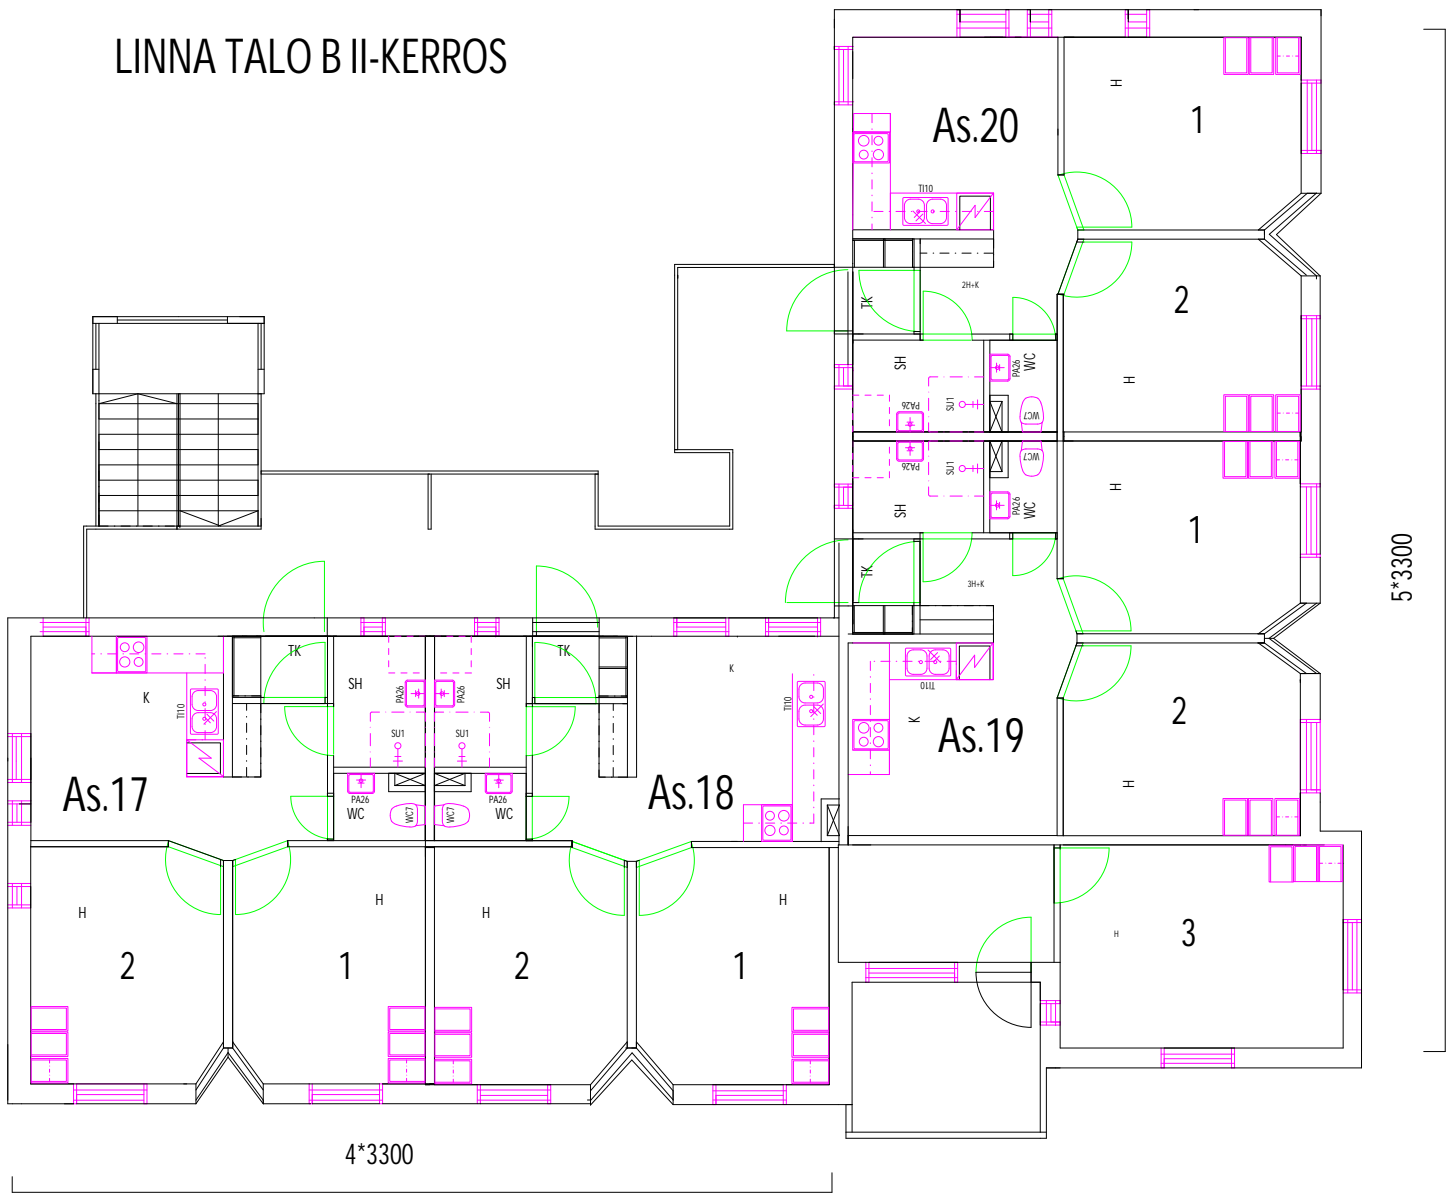 LINNA TALO B II-KERROS
As.20
1
H
TI10
2
H
2H+K
TK
SH
PA26
WC
SU1
PA26
WC7
PA26
SU1
WC7
SH
PA26
WC
H
1
TK
3H+K
5*3300
TI10
K
As.19
2
H
TK
K
TI10
SH
PA26
SU1
As.17
PA26
WC
WC7
PA26
SH
SU1
TK
K
TI10
As.18
WC7
PA26
WC
H
2
H
1
H
2
H
1
H
3
4*3300